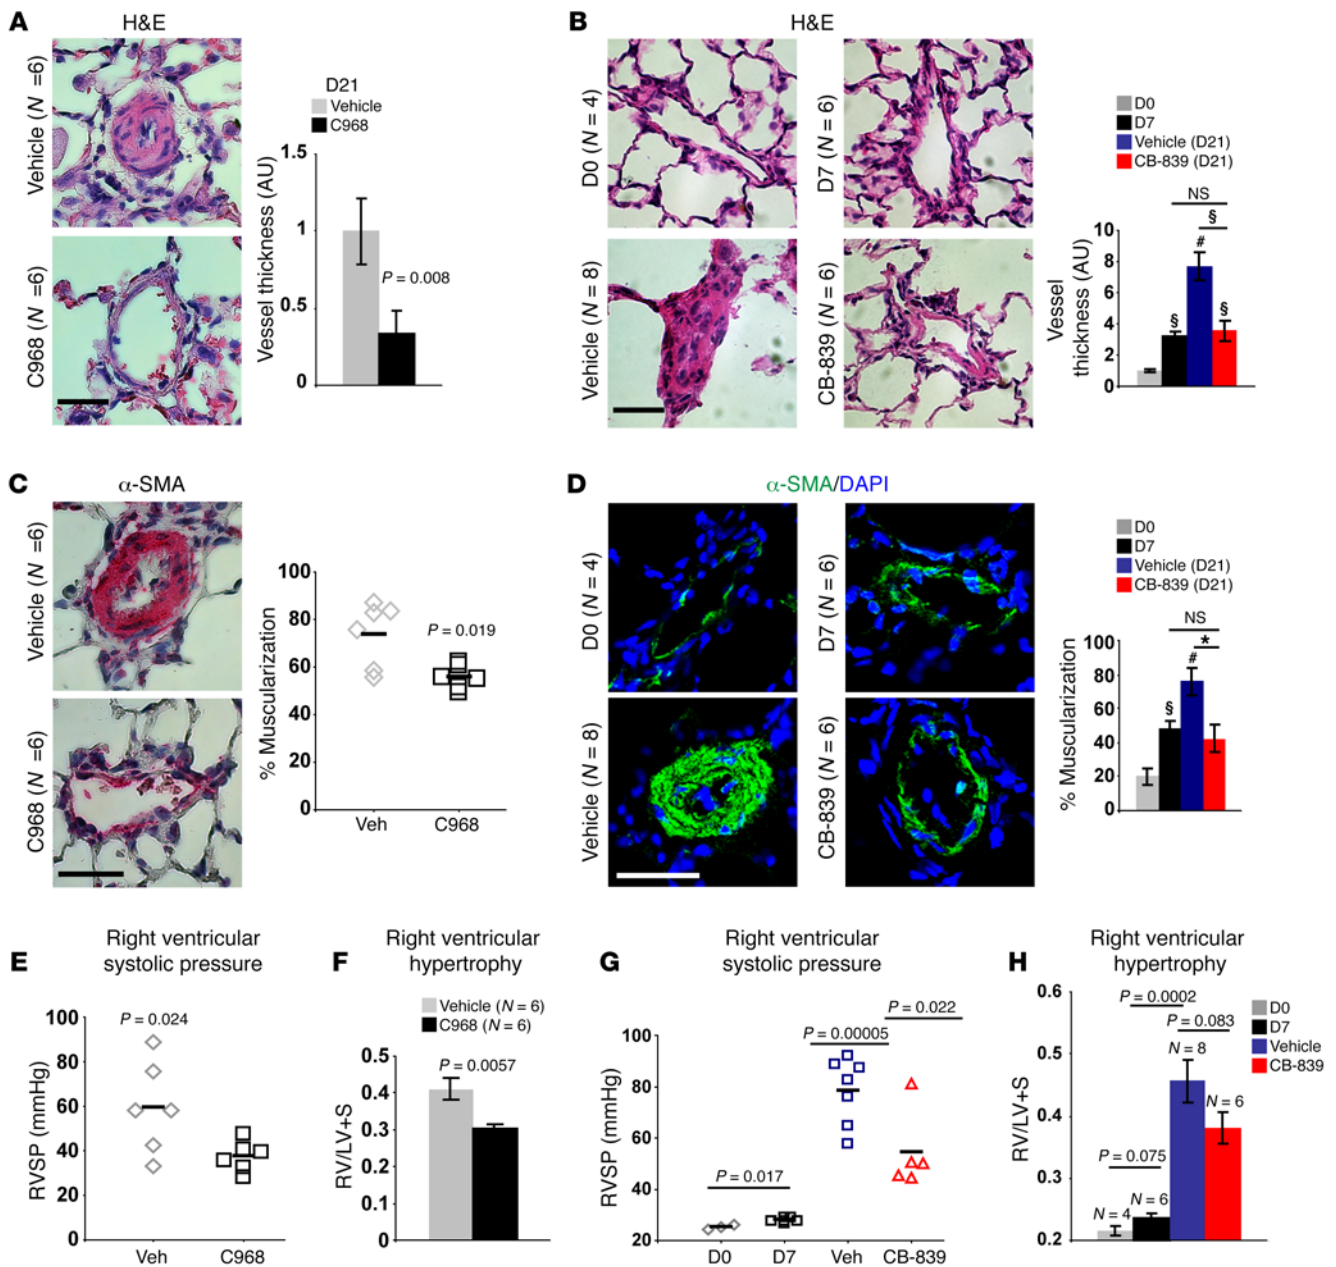 A
H&E
Vehicle (N =6)
C968 (N =6)
D21
Vehicle
C968
Vessel thickness (AU)
1.5
1
0.5
0
P = 0.008
B
H&E
D0 (N = 4)
D7 (N = 6)
Vehicle (N = 8)
CB-839 (N = 6)
D0
D7
Vehicle (D21)
CB-839 (D21)
NS
§
#
§
§
Vessel
thickness (AU)
10
8
6
4
2
0
C
α-SMA
Vehicle (N =6)
C968 (N =6)
% Muscularization
100
80
60
40
20
0
P = 0.019
Veh
C968
D
α-SMA/DAPI
D0 (N = 4)
D7 (N = 6)
Vehicle (N = 8)
CB-839 (N = 6)
D0
D7
Vehicle (D21)
CB-839 (D21)
NS
*
#
§
% Muscularization
100
80
60
40
20
0
E
Right ventricular
systolic pressure
P = 0.024
RVSP (mmHg)
100
80
60
40
20
0
Veh
C968
F
Right ventricular
hypertrophy
Vehicle (N = 6)
C968 (N = 6)
P = 0.0057
RV/LV+S
0.5
0.4
0.3
0.2
0.1
0
G
Right ventricular
systolic pressure
P = 0.022
P = 0.00005
P = 0.017
RVSP (mmHg)
100
80
60
40
20
D0
D7
Veh
CB-839
H
Right ventricular
hypertrophy
D0
D7
Vehicle
CB-839
P = 0.0002
P = 0.083
N = 8
N = 6
P = 0.075
N = 6
N = 4
RV/LV+S
0.6
0.5
0.4
0.3
0.2